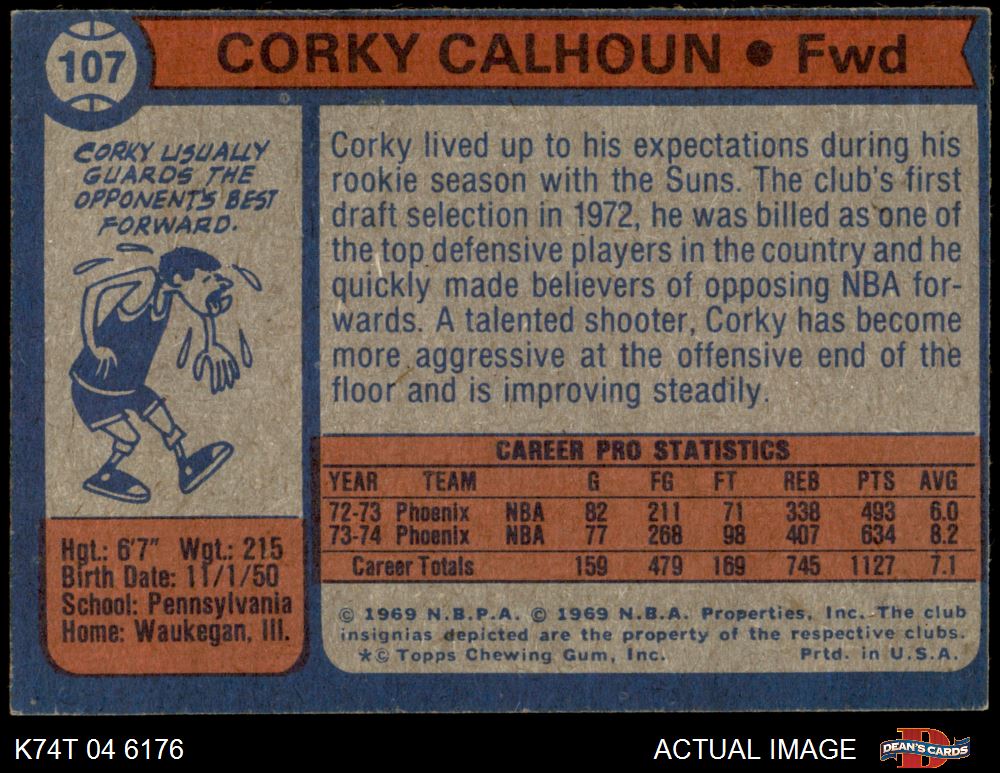 107
CORKY CALHOUN • Fwd
CORKY USUALLY
GUARDS THE
OPPONENT'S BEST
FORWARD.
Corky lived up to his expectations during his
rookie season with the Suns. The club's first
draft selection in 1972, he was billed as one of
the top defensive players in the country and he
quickly made believers of opposing NBA for-
wards. A talented shooter, Corky has become
more aggressive at the offensive end of the
floor and is improving steadily.
CAREER PRO STATISTICS
YEAR TEAM G FG FT REB PTS AVG
72-73 Phoenix NBA 82 211 71 338 493 6.0
73-74 Phoenix NBA 77 268 98 407 634 8.2
Career Totals 159 479 169 745 1127 7.1
Hgt.: 6'7" Wgt.: 215
Birth Date: 11/1/50
School: Pennsylvania
Home: Waukegan, Ill.
© 1969 N.B.P.A. © 1969 N.B.A. Properties, Inc. The club
insignias depicted are the property of the respective clubs.
*© Topps Chewing Gum, Inc. Prtd. in U.S.A.
K74T 04 6176
ACTUAL IMAGE
DEAN'S CARDS